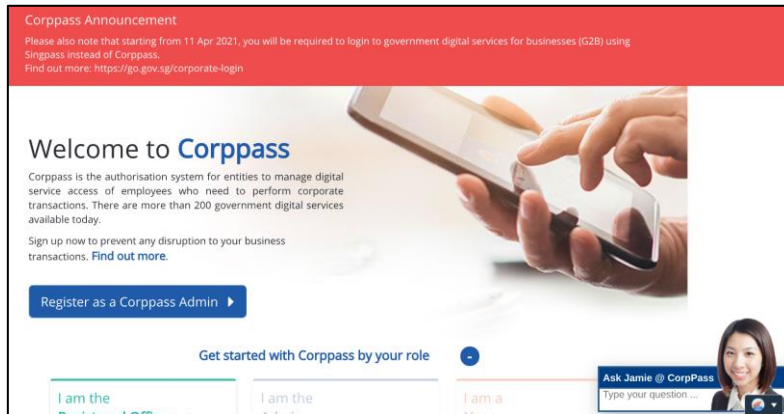 Corppass Announcement
Please also note that starting from 11 Apr 2021, you will be required to login to government digital services for businesses (G2B) using
Singpass instead of Corppass.
Find out more: https://go.gov.sg/corporate-login
Welcome to Corppass
Corppass is the authorisation system for entities to manage digital
service access of employees who need to perform corporate
transactions. There are more than 200 government digital services
available today.
Sign up now to prevent any disruption to your business
transactions. Find out more.
Register as a Corppass Admin
Get started with Corppass by your role
-
I am the
I am the
I am a
Ask Jamie @ CorpPass
Type your question ...